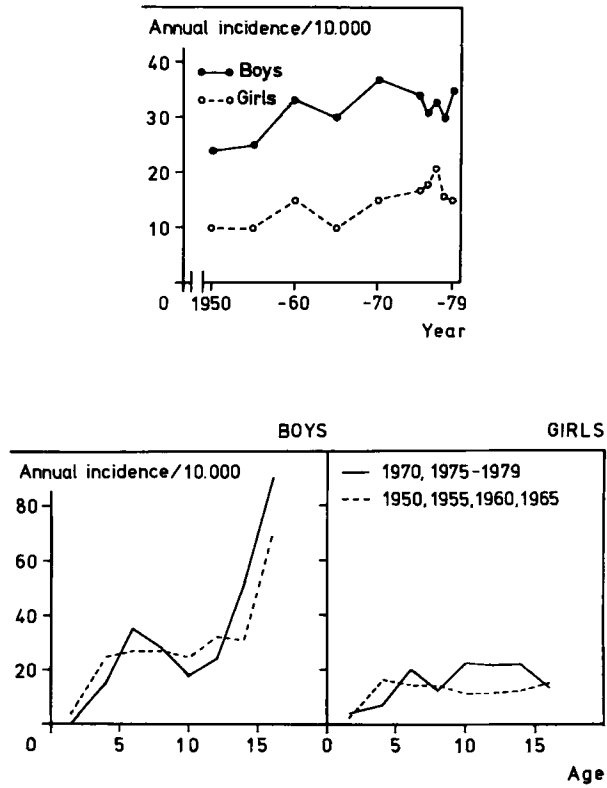 Annual incidence/10.000
40
Boys
Girls
30
20
10
0 1950 -60 -70 -79
Year
BOYS GIRLS
Annual incidence/10.000
1970, 1975-1979
1950, 1955, 1960, 1965
80
60
40
20
0 5 10 15 0 5 10 15
Age